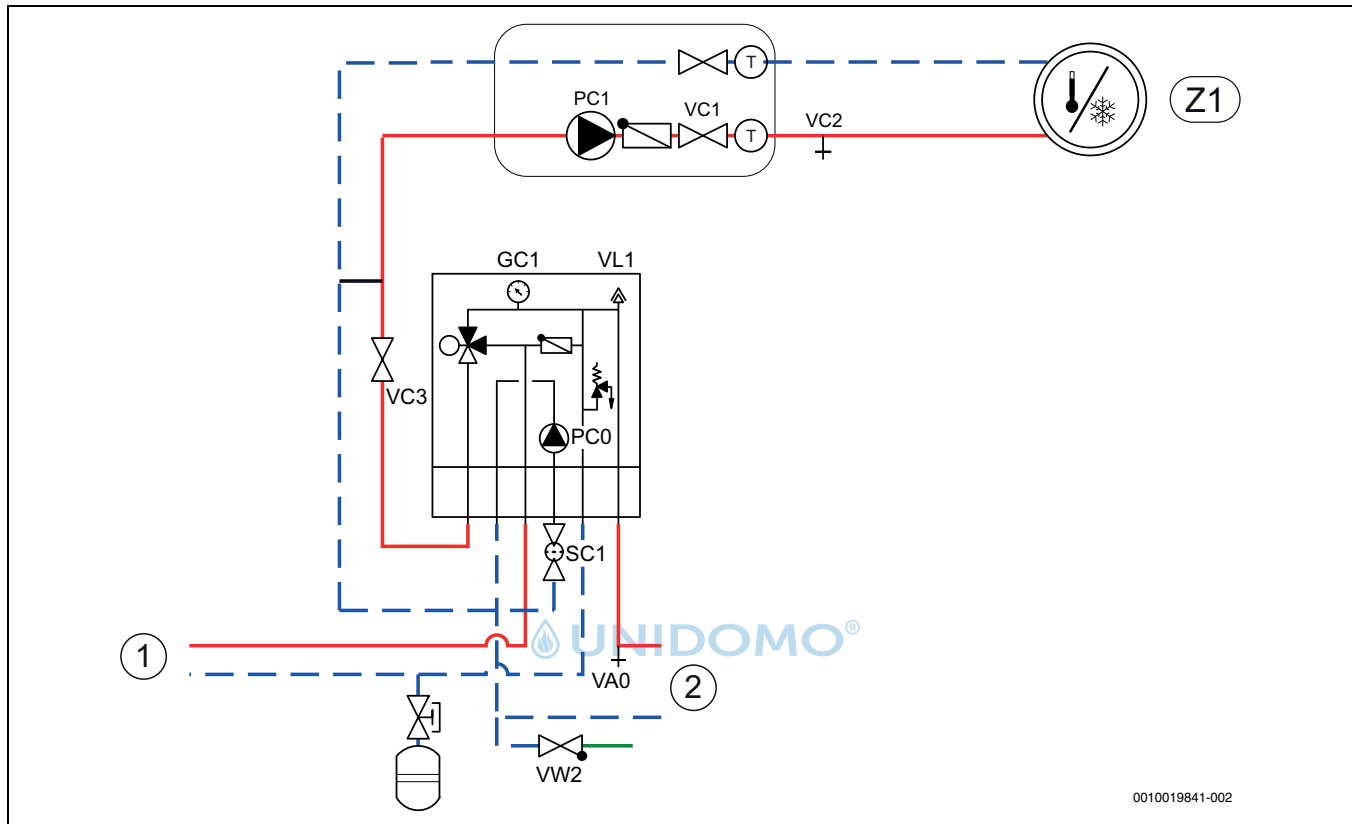 T
PC1
VC1
T
VC2
Z1
GC1
VL1
VC3
PC0
SC1
UNIDOMO®
1
VA0
2
VW2
0010019841-002